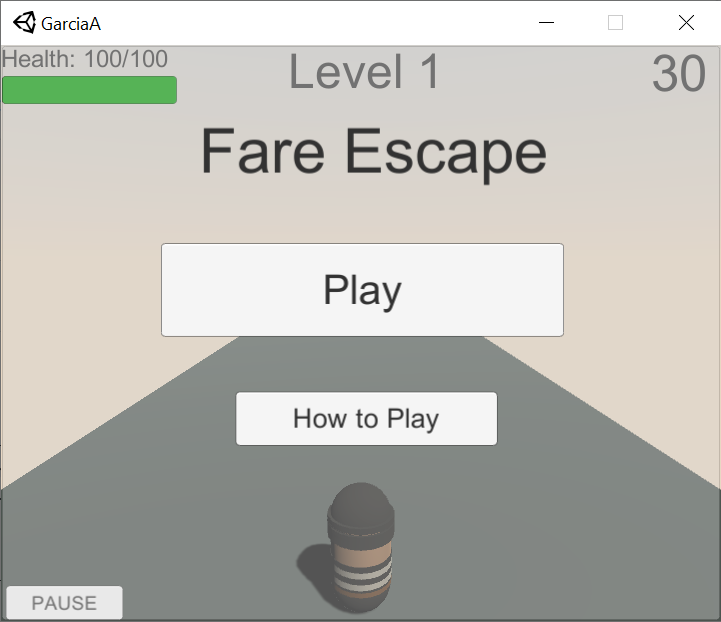 GarciaA
Health: 100/100
Level 1
30
Fare Escape
Play
How to Play
PAUSE